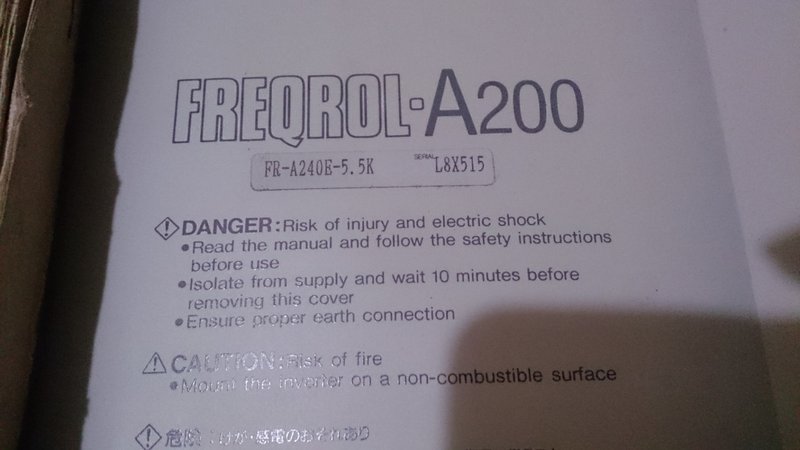 FREQROL-A200
FR-A240E-5.5K SERIAL L8X515
DANGER: Risk of injury and electric shock
•Read the manual and follow the safety instructions
before use
•Isolate from supply and wait 10 minutes before
removing this cover
•Ensure proper earth connection
CAUTION: Risk of fire
•Mount the inverter on a non-combustible surface
危険：けが・感電のおそれあり